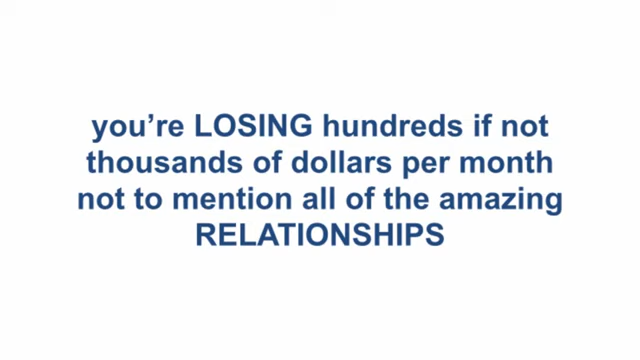 you’re LOSING hundreds if not
thousands of dollars per month
not to mention all of the amazing
RELATIONSHIPS